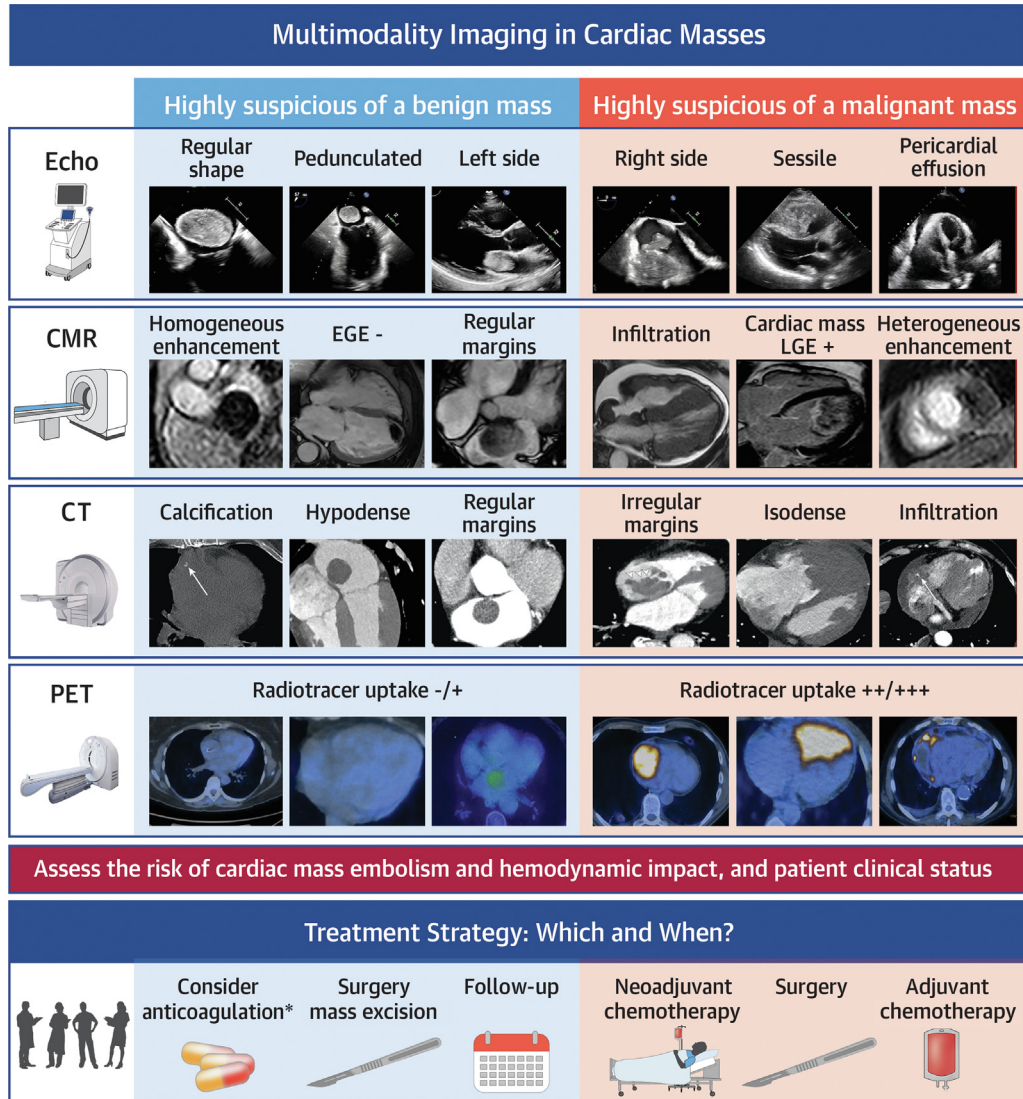 Multimodality Imaging in Cardiac Masses
Highly suspicious of a benign mass
Highly suspicious of a malignant mass
Echo
Regular
shape
Pedunculated
Left side
Right side
Sessile
Pericardial
effusion
CMR
Homogeneous
enhancement
EGE -
Regular
margins
Infiltration
Cardiac mass
LGE +
Heterogeneous
enhancement
CT
Calcification
Hypodense
Regular
margins
Irregular
margins
Isodense
Infiltration
PET
Radiotracer uptake -/+
Radiotracer uptake ++/+++
Assess the risk of cardiac mass embolism and hemodynamic impact, and patient clinical status
Treatment Strategy: Which and When?
Consider
anticoagulation*
Surgery
mass excision
Follow-up
Neoadjuvant
chemotherapy
Surgery
Adjuvant
chemotherapy